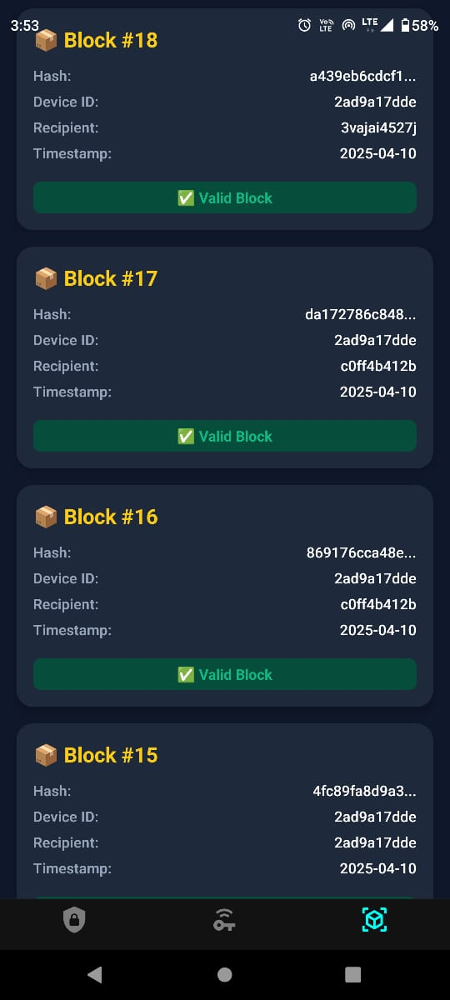 3:53 Vo)) LTE LTE 58%
📦 Block #18
Hash: a439eb6cdcf1...
Device ID: 2ad9a17dde
Recipient: 3vajai4527j
Timestamp: 2025-04-10
✅ Valid Block
📦 Block #17
Hash: da172786c848...
Device ID: 2ad9a17dde
Recipient: c0ff4b412b
Timestamp: 2025-04-10
✅ Valid Block
📦 Block #16
Hash: 869176cca48e...
Device ID: 2ad9a17dde
Recipient: c0ff4b412b
Timestamp: 2025-04-10
✅ Valid Block
📦 Block #15
Hash: 4fc89fa8d9a3...
Device ID: 2ad9a17dde
Recipient: 2ad9a17dde
Timestamp: 2025-04-10